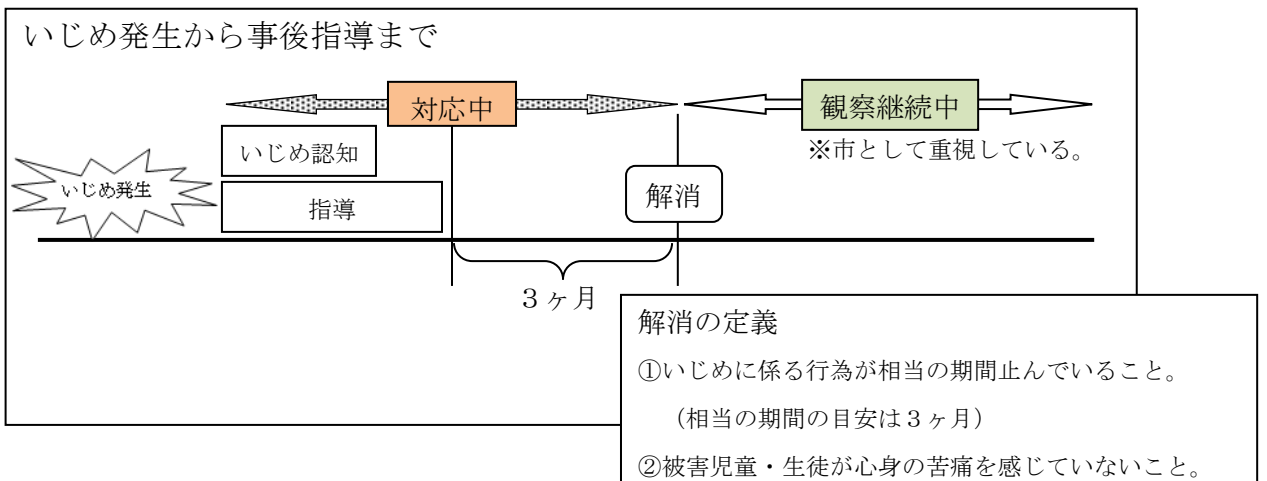 いじめ発生から事後指導まで
対応中
観察継続中
※市として重視している。
いじめ認知
いじめ発生
指導
解消
３ヶ月
解消の定義
①いじめに係る行為が相当の期間止んでいること。
（相当の期間の目安は３ヶ月）
②被害児童・生徒が心身の苦痛を感じていないこと。